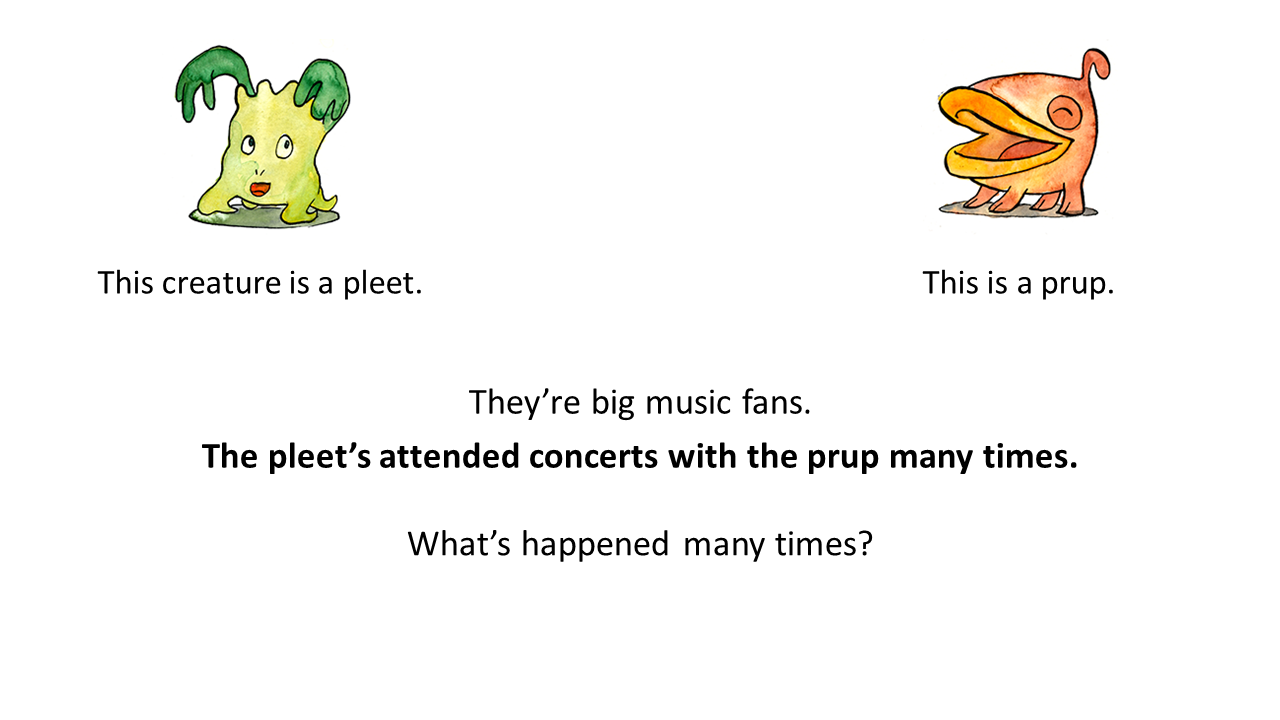 This creature is a pleet.
This is a prup.
They’re big music fans.
The pleet’s attended concerts with the prup many times.
What’s happened many times?